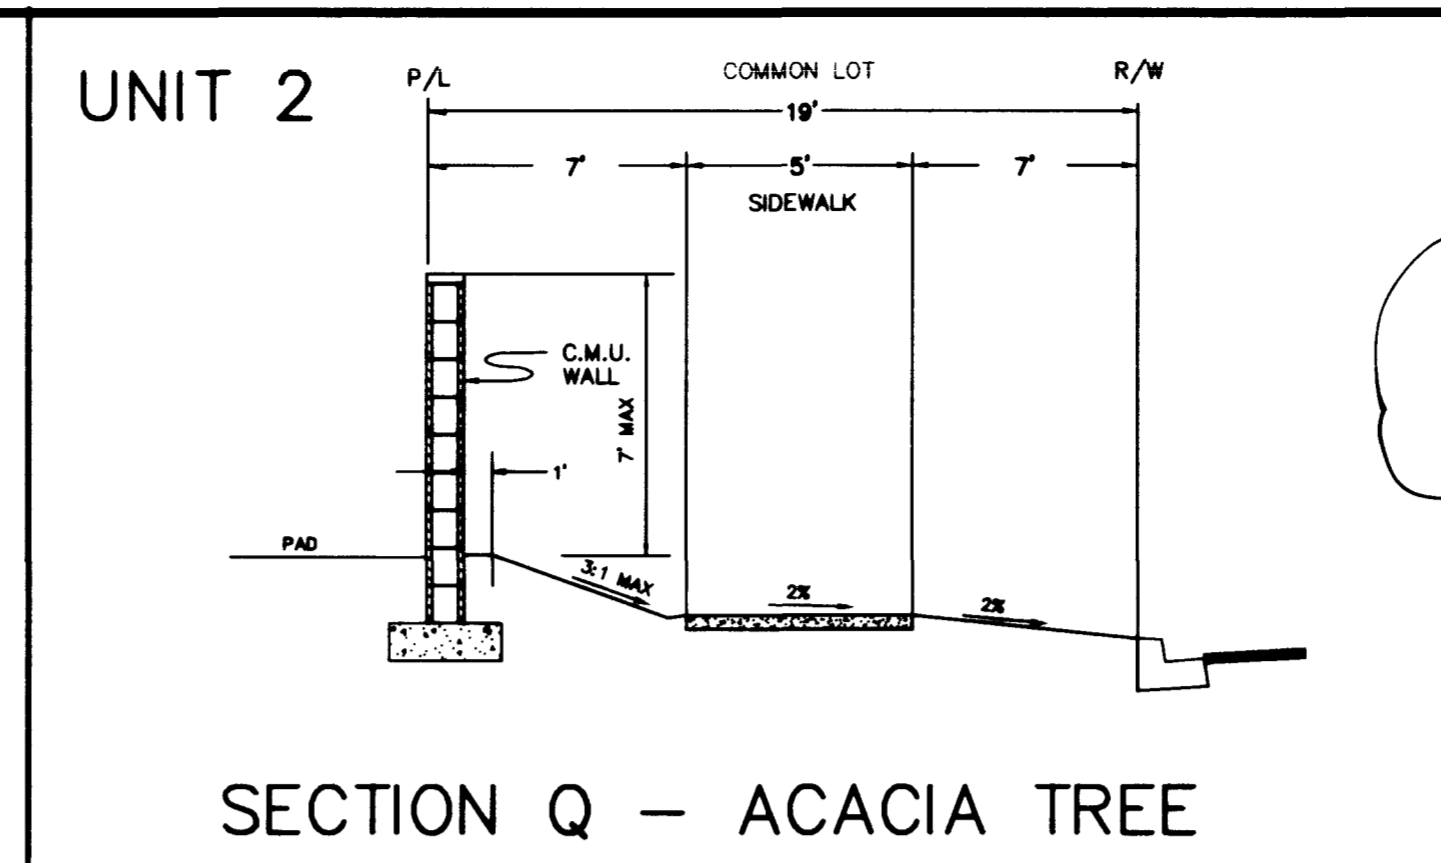 UNIT 2
P/L
COMMON LOT
R/W
19'
7'
5'
7'
SIDEWALK
C.M.U.
WALL
7' MAX
1'
PAD
3:1 MAX
2%
2%
SECTION Q – ACACIA TREE